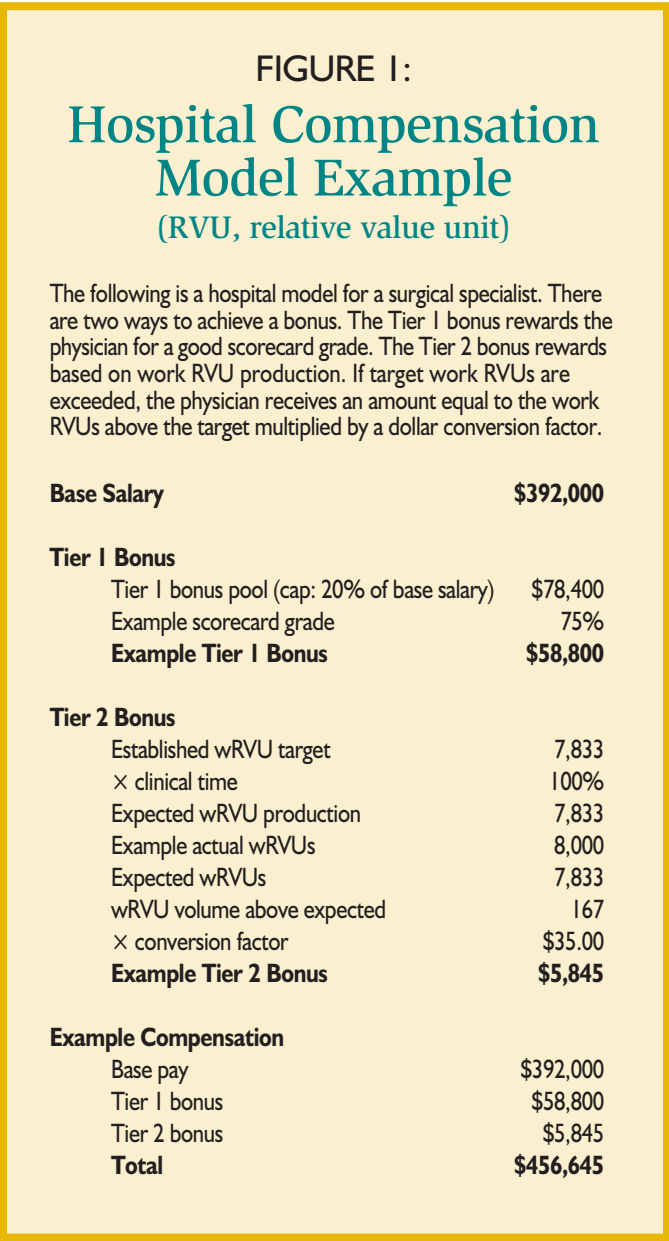 FIGURE 1:
Hospital Compensation
Model Example
(RVU, relative value unit)
The following is a hospital model for a surgical specialist. There
are two ways to achieve a bonus. The Tier 1 bonus rewards the
physician for a good scorecard grade. The Tier 2 bonus rewards
based on work RVU production. If target work RVUs are
exceeded, the physician receives an amount equal to the work
RVUs above the target multiplied by a dollar conversion factor.
Base Salary $392,000
Tier 1 Bonus
Tier 1 bonus pool (cap: 20% of base salary) $78,400
Example scorecard grade 75%
Example Tier 1 Bonus $58,800
Tier 2 Bonus
Established wRVU target 7,833
× clinical time 100%
Expected wRVU production 7,833
Example actual wRVUs 8,000
Expected wRVUs 7,833
wRVU volume above expected 167
× conversion factor $35.00
Example Tier 2 Bonus $5,845
Example Compensation
Base pay $392,000
Tier 1 bonus $58,800
Tier 2 bonus $5,845
Total $456,645